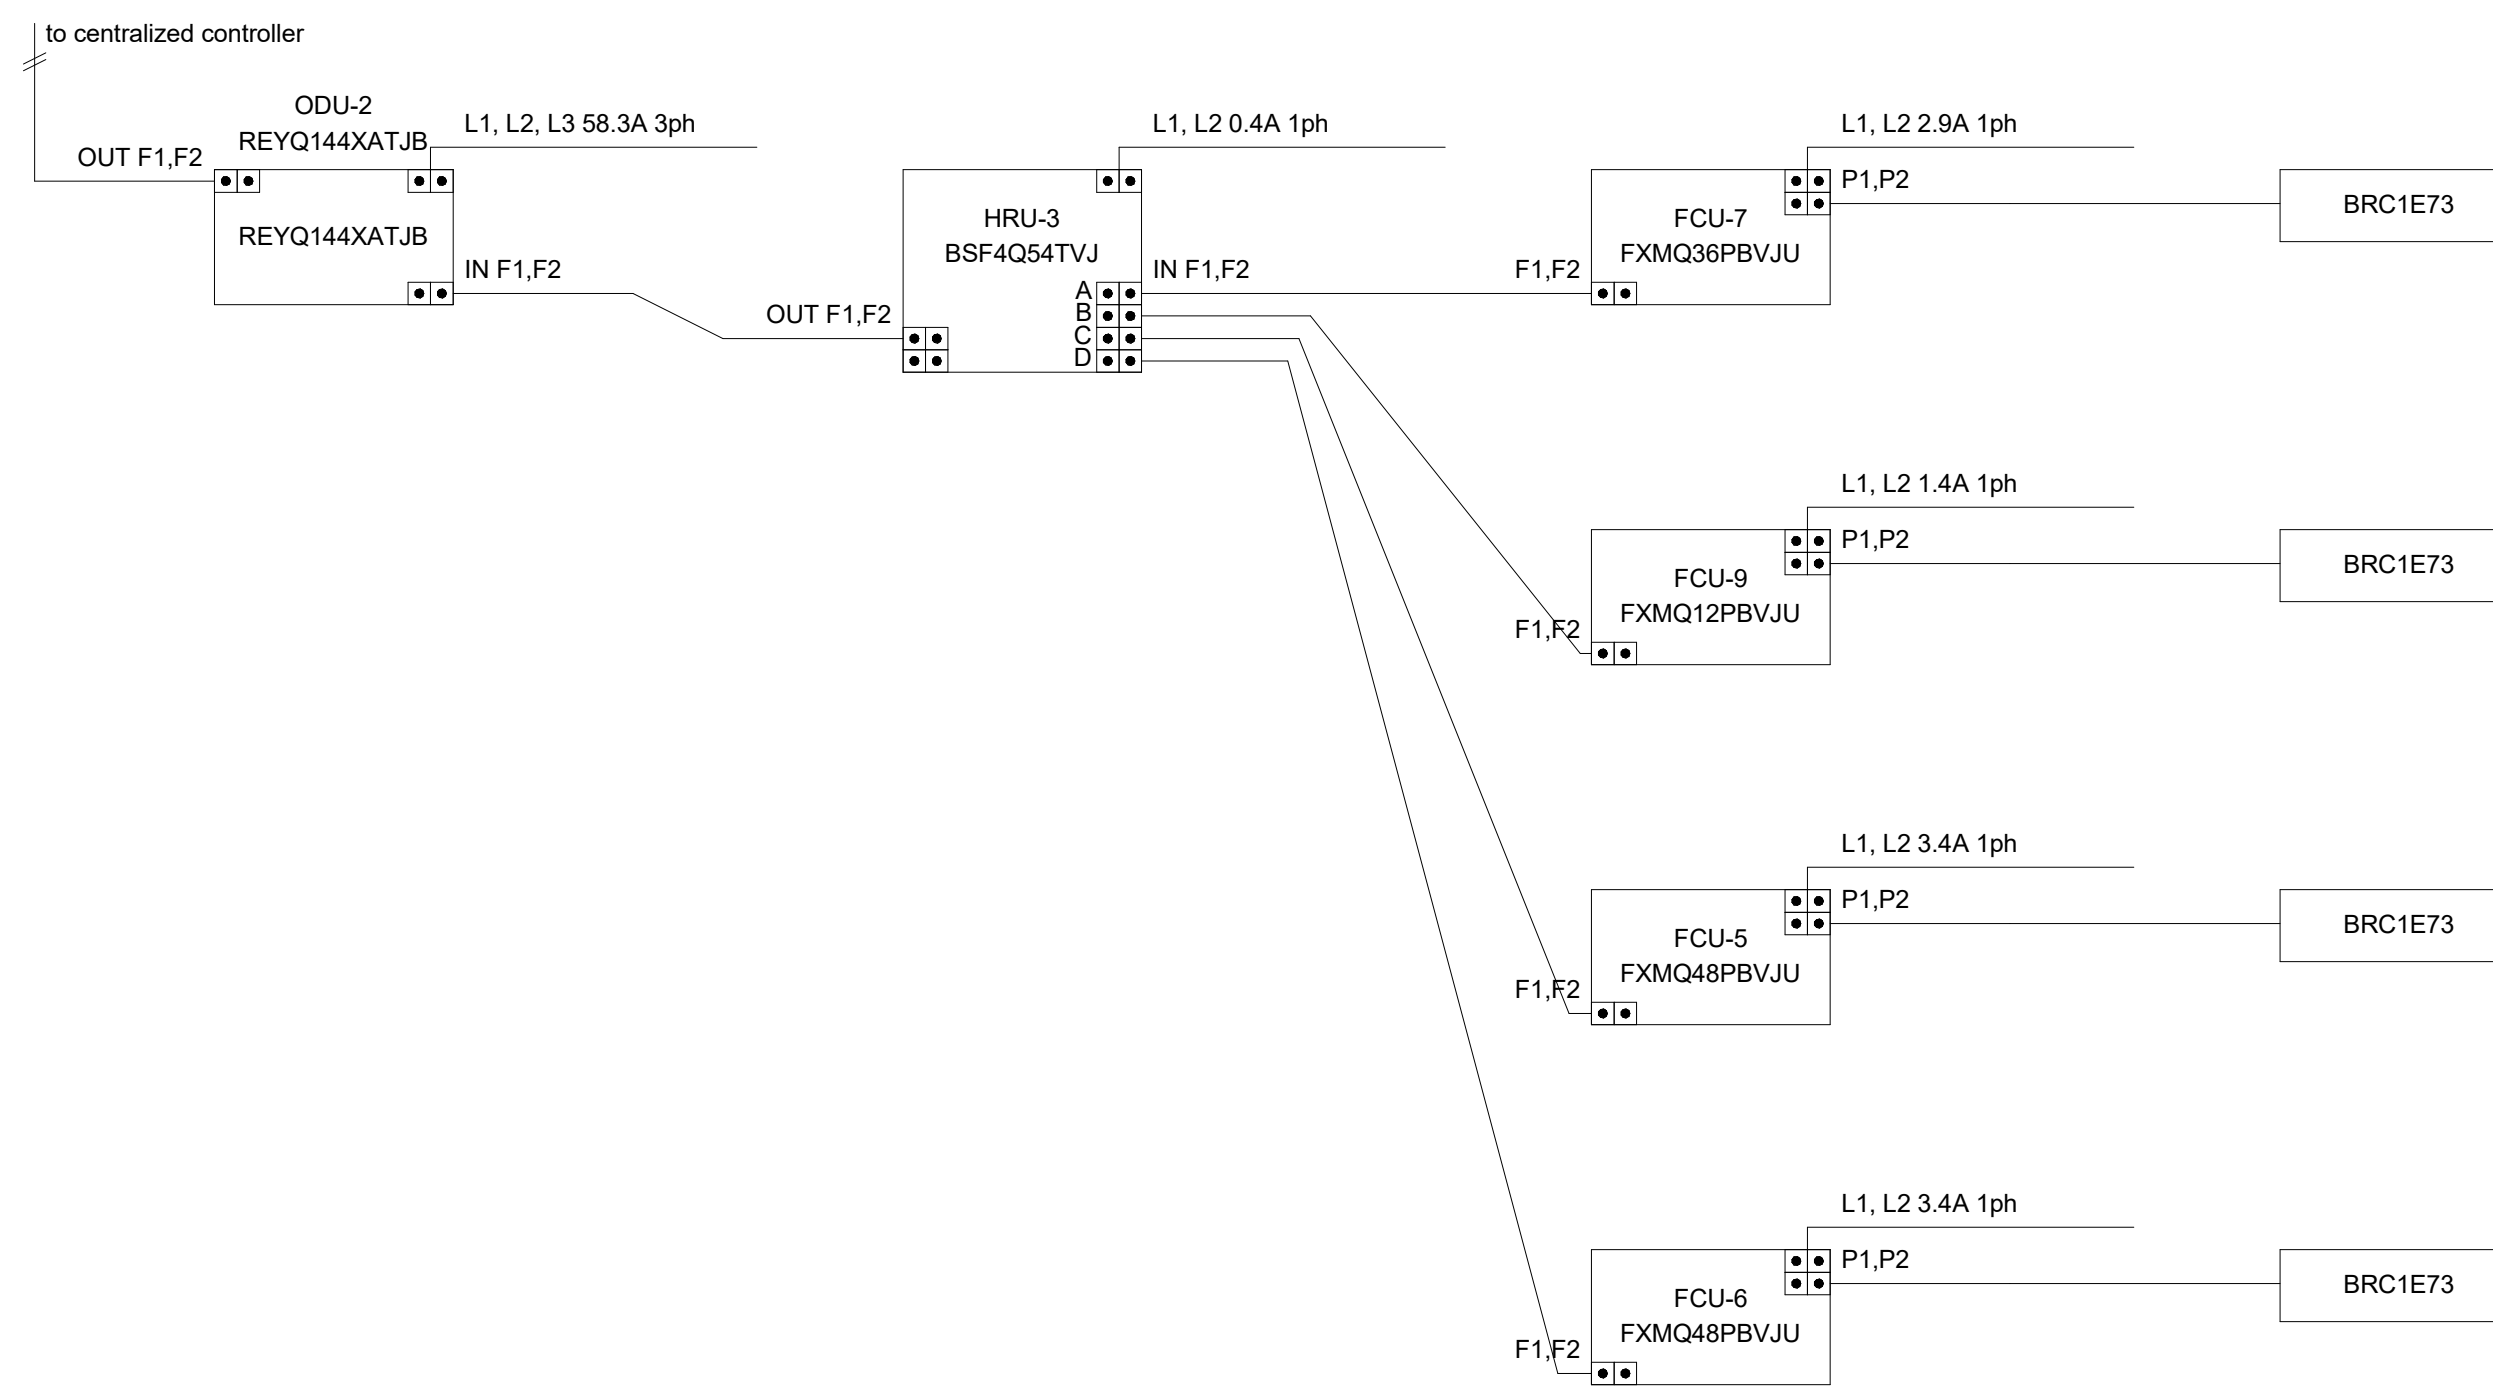 to centralized controller
ODU-2
REYQ144XATJB
OUT F1,F2
L1, L2, L3 58.3A 3ph
REYQ144XATJB
IN F1,F2
L1, L2 0.4A 1ph
HRU-3
BSF4Q54TVJ
OUT F1,F2
IN F1,F2
A
B
C
D
L1, L2 2.9A 1ph
P1,P2
FCU-7
FXMQ36PBVJU
F1,F2
BRC1E73
L1, L2 1.4A 1ph
P1,P2
FCU-9
FXMQ12PBVJU
F1,F2
BRC1E73
L1, L2 3.4A 1ph
P1,P2
FCU-5
FXMQ48PBVJU
F1,F2
BRC1E73
L1, L2 3.4A 1ph
P1,P2
FCU-6
FXMQ48PBVJU
F1,F2
BRC1E73